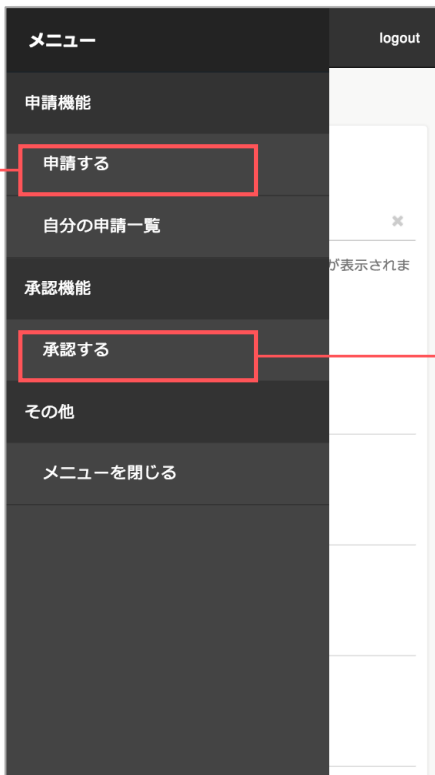 メニュー
logout
申請機能
申請する
自分の申請一覧
が表示されま
承認機能
承認する
その他
メニューを閉じる